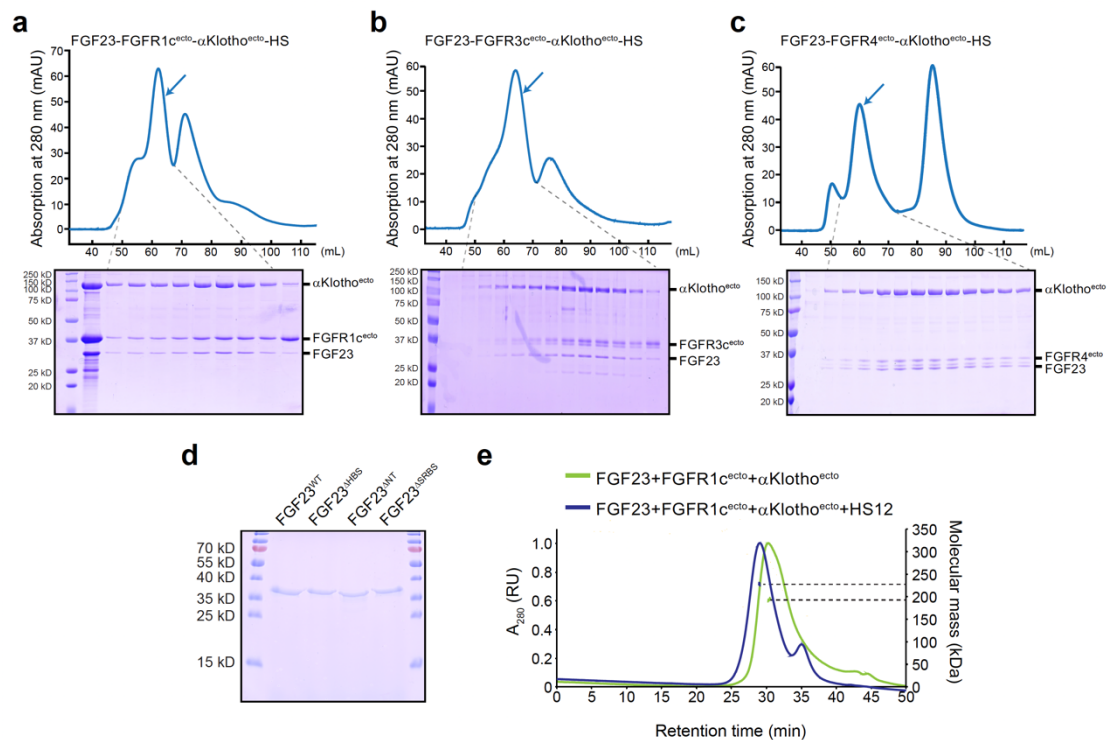 a
FGF23-FGFR1c^ecto-αKlotho^ecto-HS
Absorption at 280 nm (mAU)
70
60
50
40
30
20
10
0
40 50 60 70 80 90 100 110 (mL)
250 kD
150 kD
100 kD
75 kD
50 kD
37 kD
25 kD
20 kD
αKlotho^ecto
FGFR1c^ecto
FGF23
b
FGF23-FGFR3c^ecto-αKlotho^ecto-HS
Absorption at 280 nm (mAU)
60
50
40
30
20
10
0
40 50 60 70 80 90 100 110 (mL)
250 kD
150 kD
100 kD
75 kD
50 kD
37 kD
25 kD
20 kD
αKlotho^ecto
FGFR3c^ecto
FGF23
c
FGF23-FGFR4^ecto-αKlotho^ecto-HS
Absorption at 280 nm (mAU)
60
50
40
30
20
10
0
40 50 60 70 80 90 100 110 (mL)
150 kD
100 kD
75 kD
50 kD
37 kD
25 kD
20 kD
αKlotho^ecto
FGFR4^ecto
FGF23
d
FGF23^WT
FGF23^ΔHBS
FGF23^ΔNT
FGF23^ΔSRBS
70 kD
55 kD
40 kD
35 kD
25 kD
15 kD
e
FGF23+FGFR1c^ecto+αKlotho^ecto
FGF23+FGFR1c^ecto+αKlotho^ecto+HS12
A280 (RU)
1.0
0.8
0.6
0.4
0.2
0
350
300
250
200
150
100
50
0
Molecular mass (kDa)
0 5 10 15 20 25 30 35 40 45 50
Retention time (min)